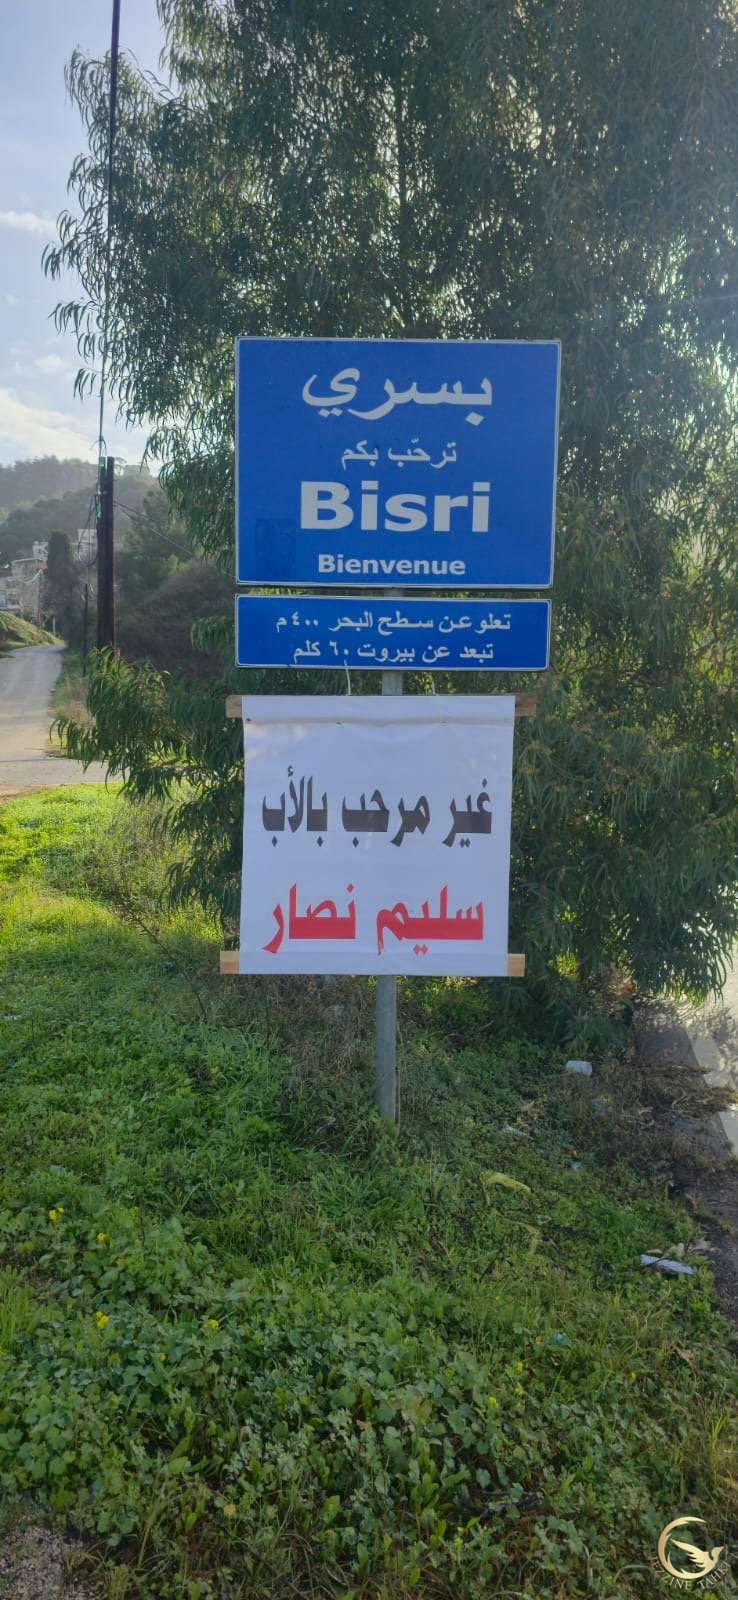 بسري
ترحّب بكم
Bisri
Bienvenue
تعلو عن سطح البحر ٤٠٠ م
تبعد عن بيروت ٦٠ كلم
غير مرحب بالأب
سليم نصار